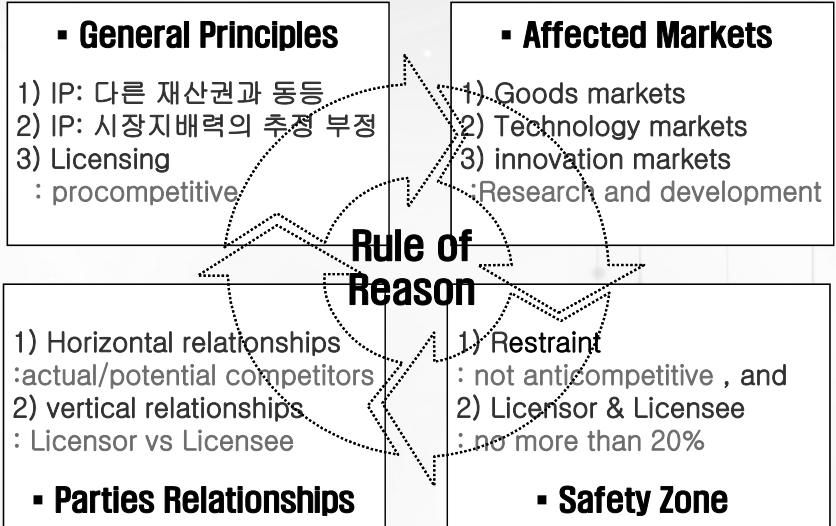 ▪ General Principles
1) IP: 다른 재산권과 동등
2) IP: 시장지배력의 추정 부정
3) Licensing
: procompetitive
▪ Affected Markets
1) Goods markets
2) Technology markets
3) innovation markets
:Research and development
Rule of
Reason
1) Horizontal relationships
:actual/potential competitors
2) vertical relationships
: Licensor vs Licensee
▪ Parties Relationships
1) Restraint
: not anticompetitive , and
2) Licensor & Licensee
: no more than 20%
▪ Safety Zone